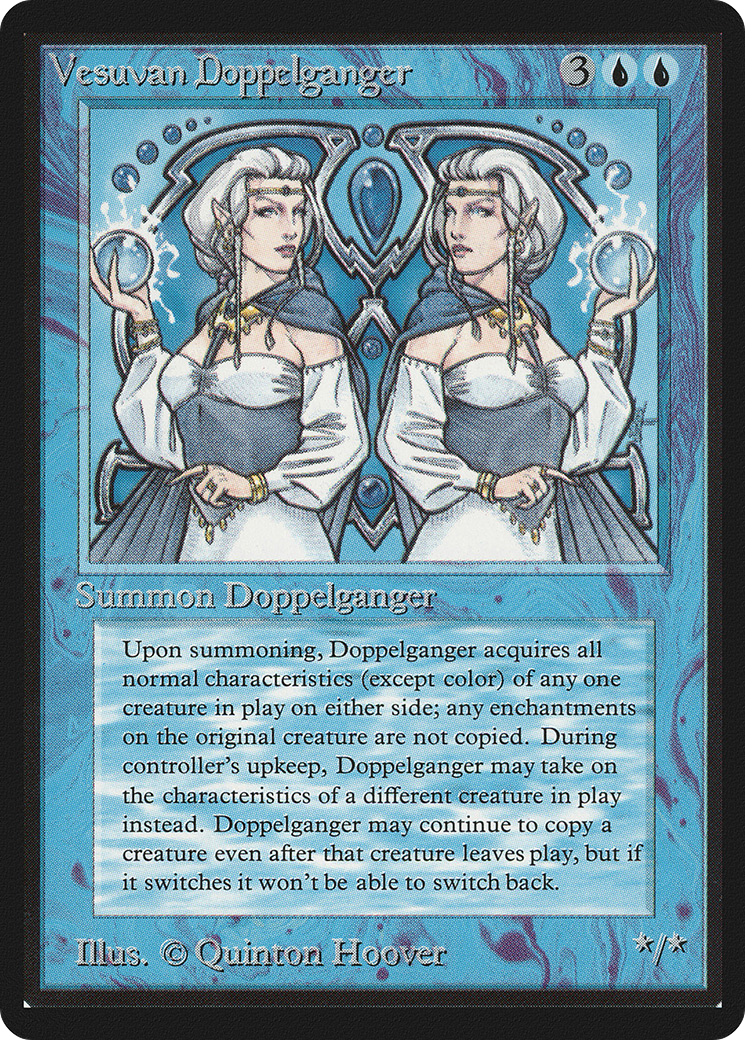 Vesuvan Doppelganger 3
Summon Doppelganger
Upon summoning, Doppelganger acquires all
normal characteristics (except color) of any one
creature in play on either side; any enchantments
on the original creature are not copied. During
controller's upkeep, Doppelganger may take on
the characteristics of a different creature in play
instead. Doppelganger may continue to copy a
creature even after that creature leaves play, but if
it switches it won't be able to switch back.
Illus. © Quinton Hoover */*